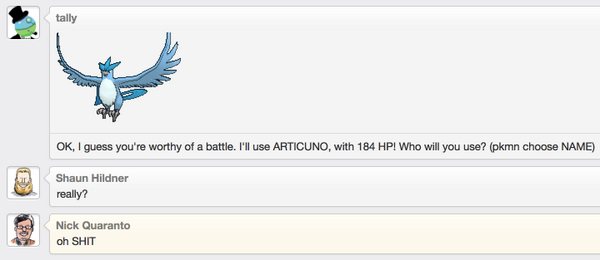 tally
OK, I guess you're worthy of a battle. I'll use ARTICUNO, with 184 HP! Who will you use? (pkmn choose NAME)
Shaun Hildner
really?
Nick Quaranto
oh SHIT